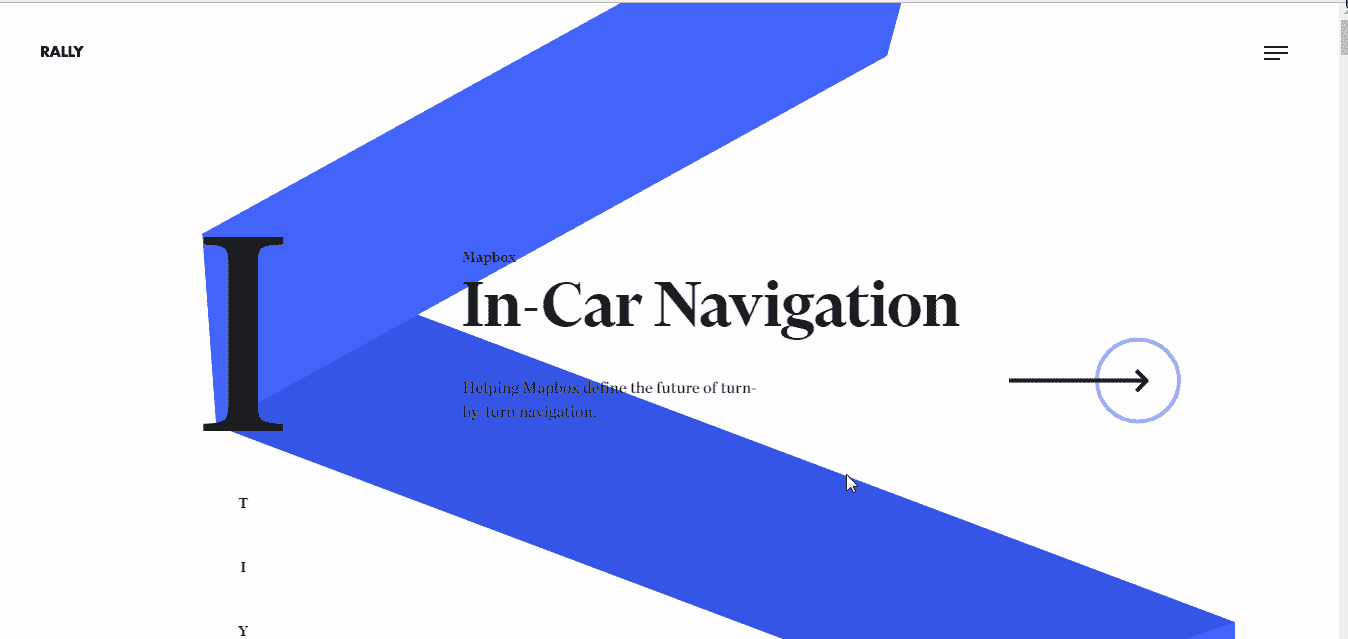 RALLY
I
Mapbox
In-Car Navigation
Helping Mapbox define the future of turn-
by-turn navigation.
T
I
Y